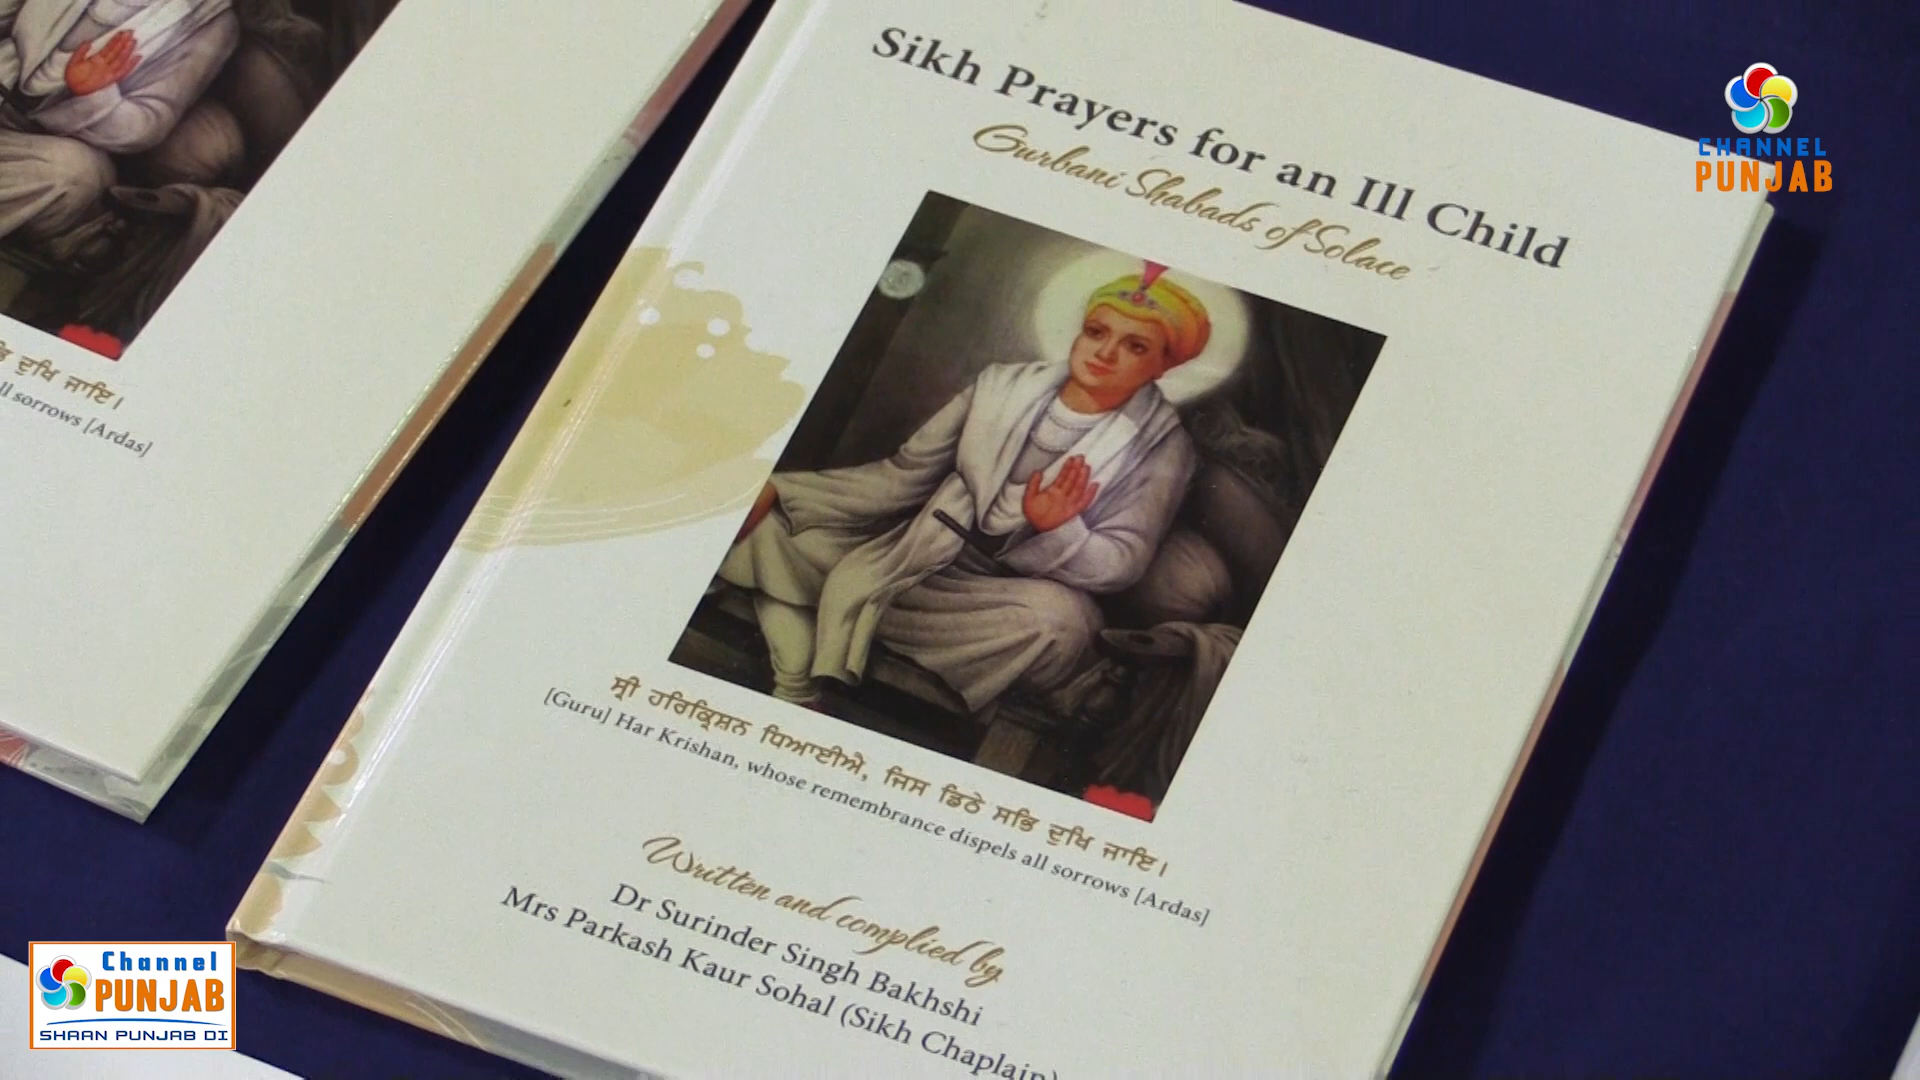 Sikh Prayers for an Ill Child
Gurbani Shabads of Solace
ਸ੍ਰੀ ਹਰਿਕ੍ਰਿਸ਼ਨ ਧਿਆਈਐ, ਜਿਸ ਡਿਠੇ ਸਭਿ ਦੁਖਿ ਜਾਇ।
[Guru] Har Krishan, whose remembrance dispels all sorrows [Ardas]
Written and complied by
Dr Surinder Singh Bakhshi
Mrs Parkash Kaur Sohal (Sikh Chaplain)
ਦੁਖਿ ਜਾਇ।
all sorrows [Ardas]
CHANNEL
PUNJAB
Channel
PUNJAB
SHAAN PUNJAB DI